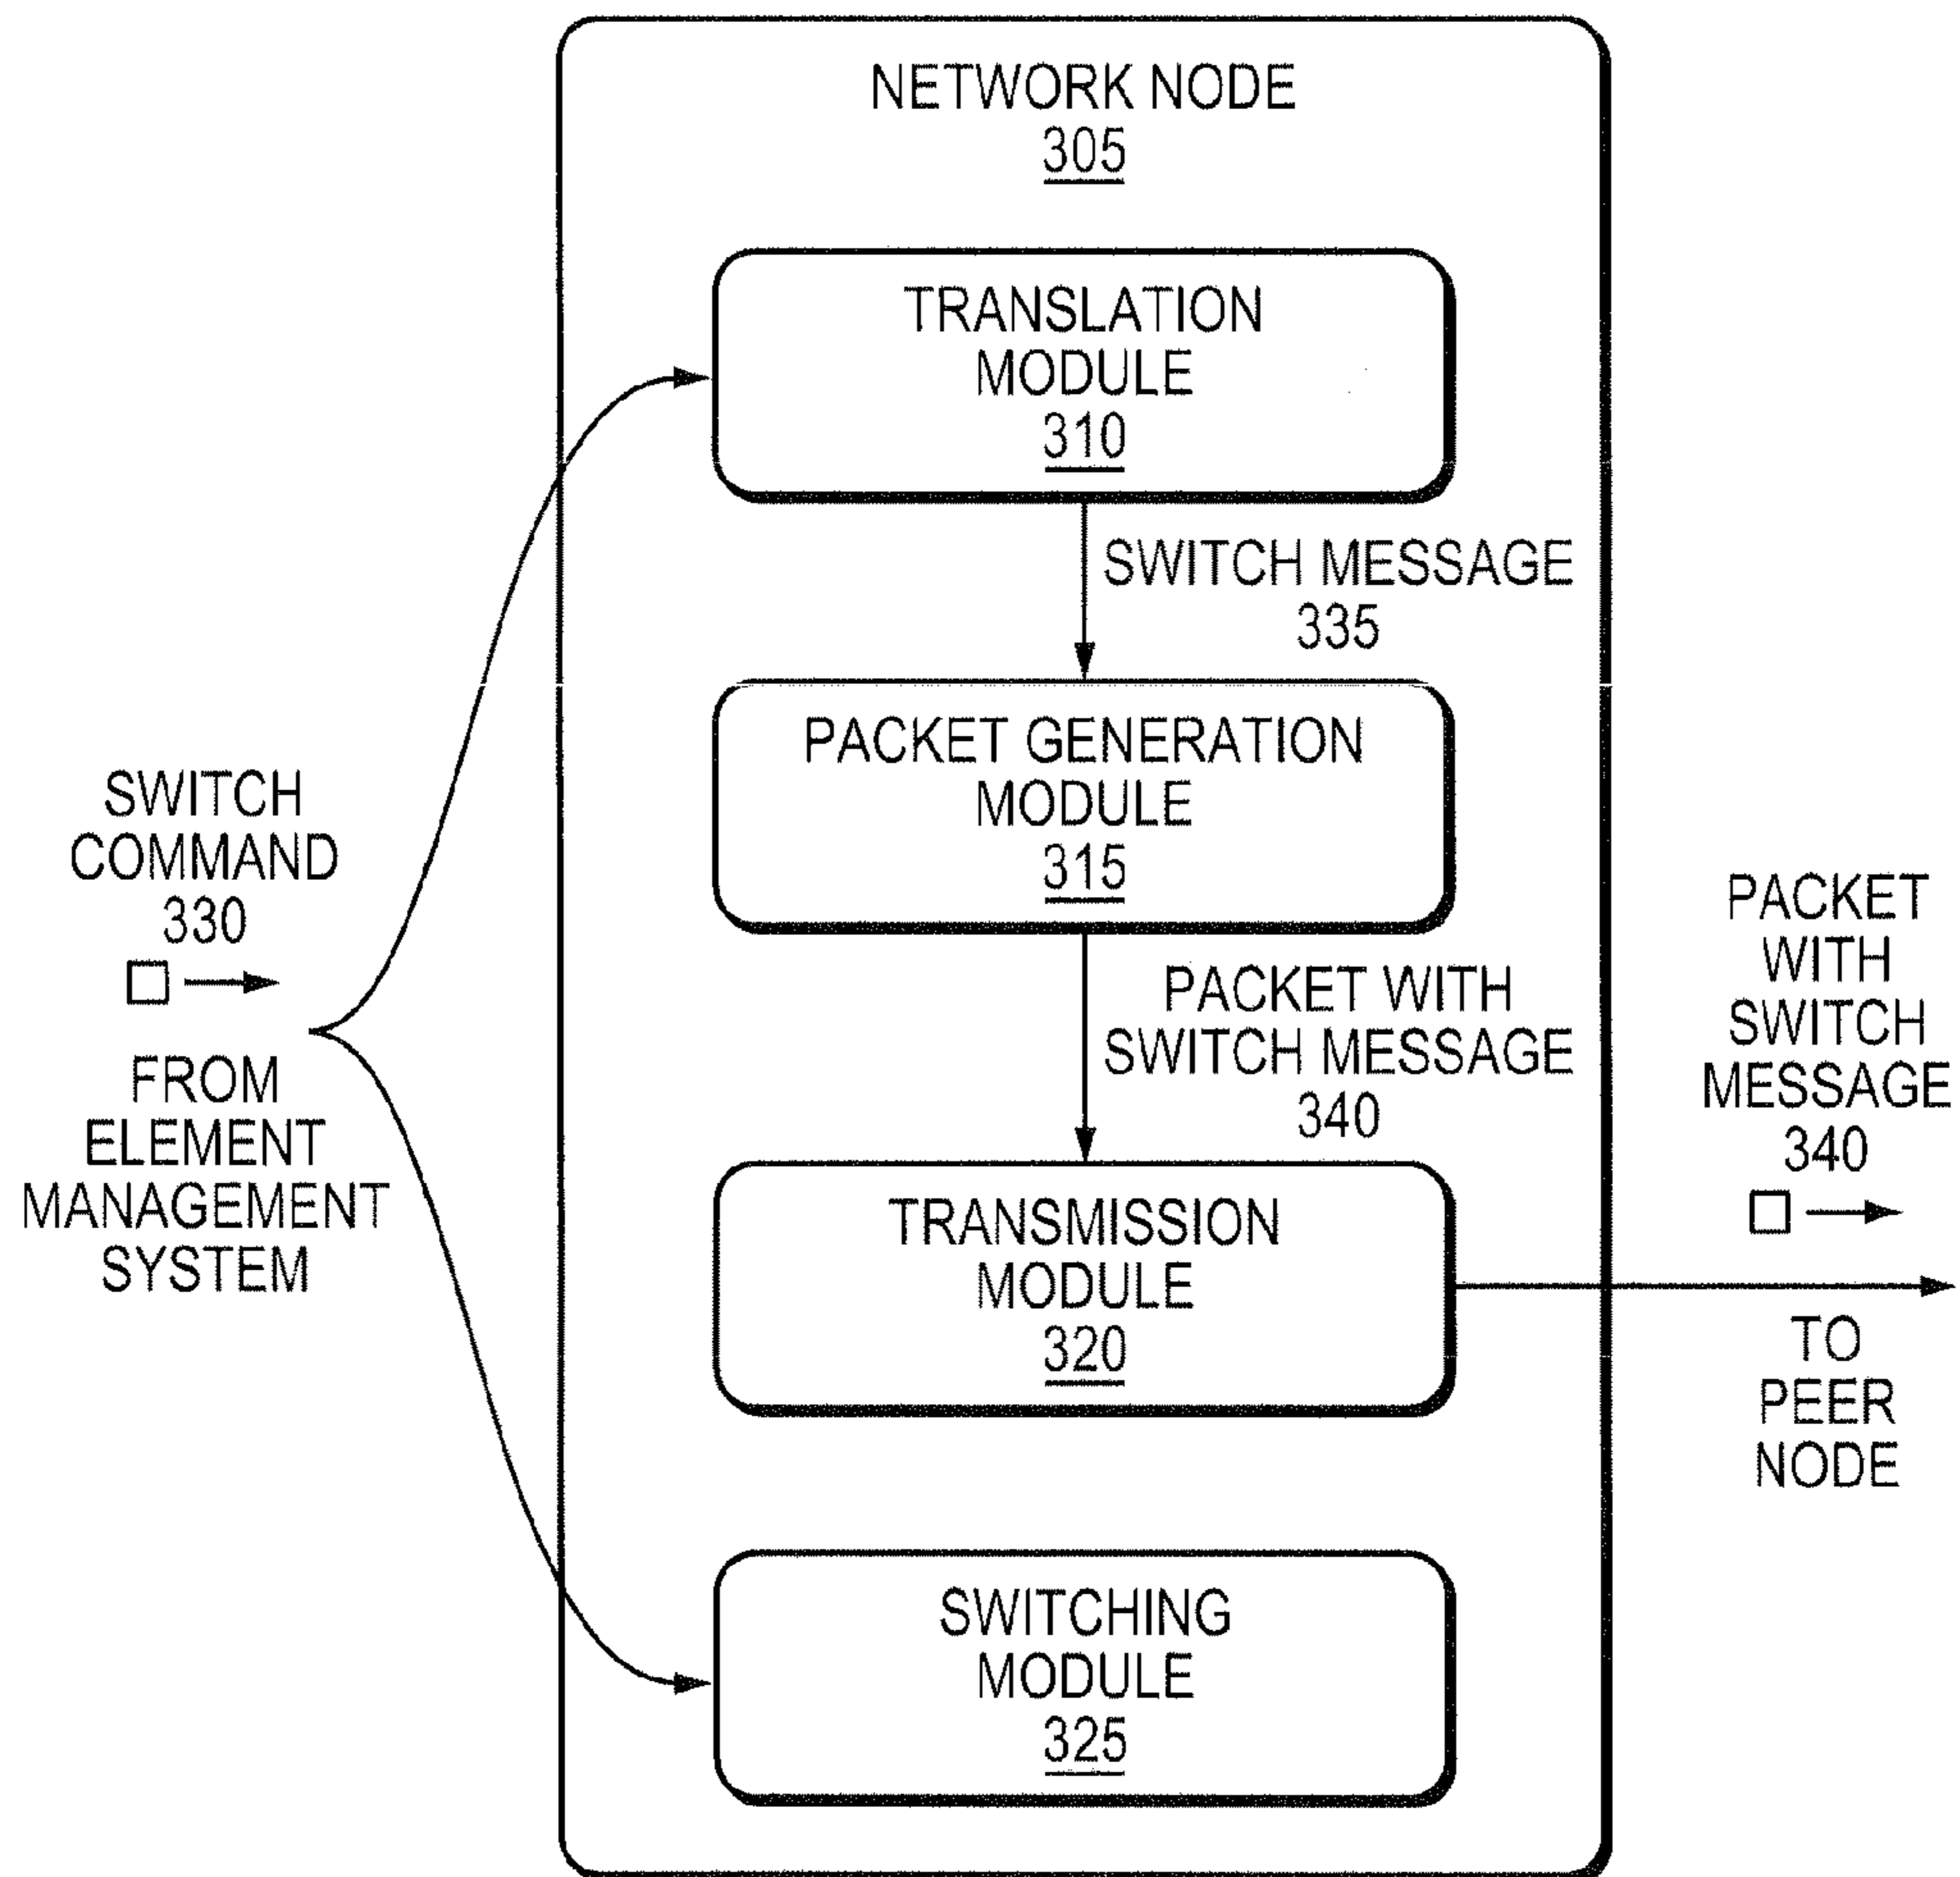 NETWORK NODE
305
TRANSLATION
MODULE
310
SWITCH MESSAGE
335
PACKET GENERATION
MODULE
315
SWITCH
COMMAND
330
FROM
ELEMENT
MANAGEMENT
SYSTEM
PACKET WITH
SWITCH MESSAGE
340
PACKET
WITH
SWITCH
MESSAGE
340
TO
PEER
NODE
TRANSMISSION
MODULE
320
SWITCHING
MODULE
325